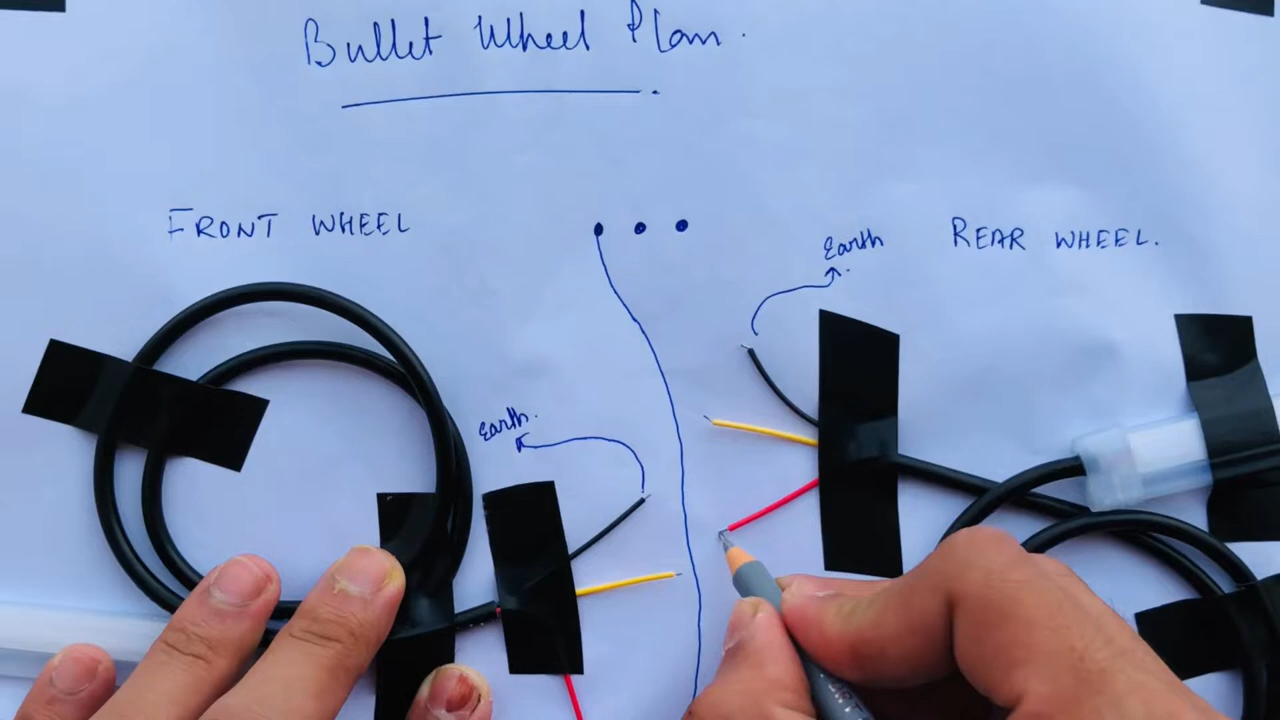 Bullet Wheel Plan.
FRONT WHEEL
Earth
REAR WHEEL.
Earth.